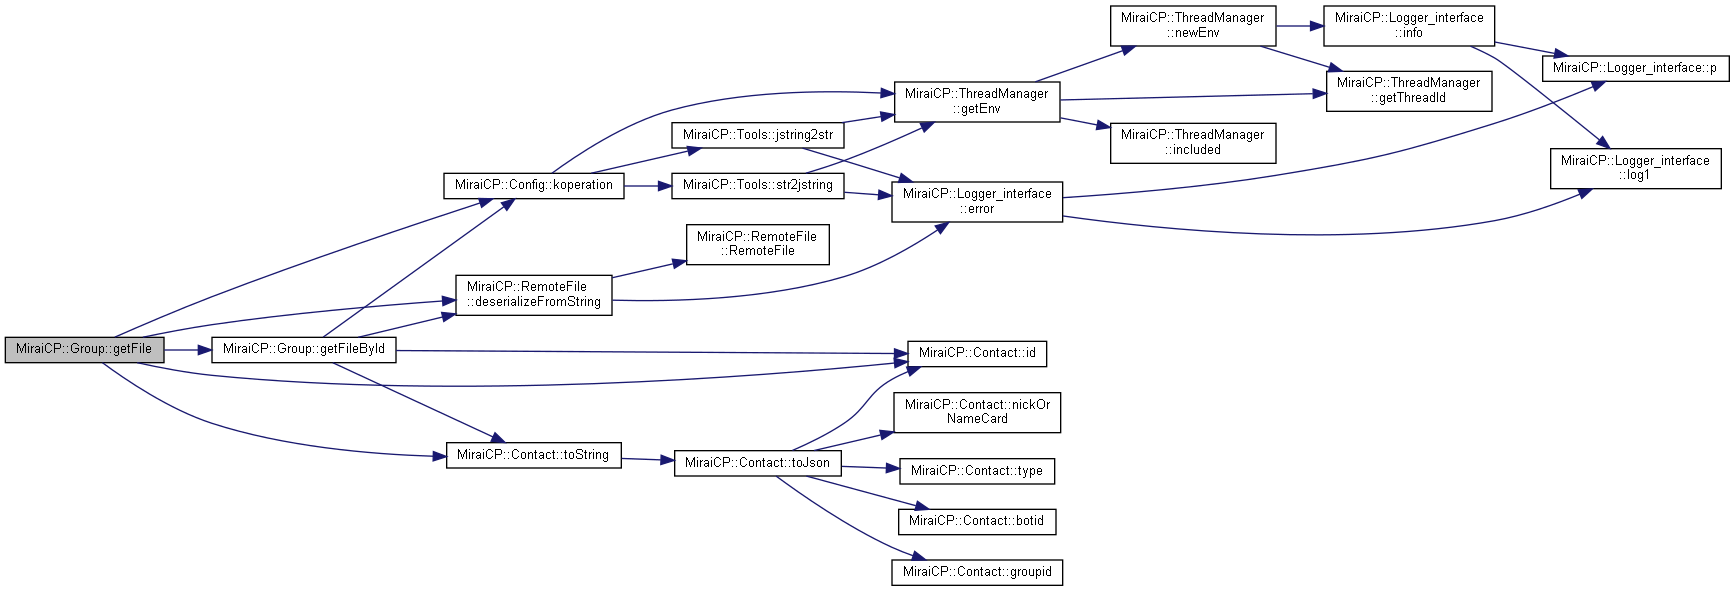 MiraiCP::Group::getFile
MiraiCP::Group::getFileById
MiraiCP::Config::koperation
MiraiCP::RemoteFile
::deserializeFromString
MiraiCP::Contact::toString
MiraiCP::Tools::jstring2str
MiraiCP::Tools::str2jstring
MiraiCP::RemoteFile
::RemoteFile
MiraiCP::Contact::toJson
MiraiCP::ThreadManager
::getEnv
MiraiCP::Logger_interface
::error
MiraiCP::Contact::id
MiraiCP::Contact::nickOr
NameCard
MiraiCP::Contact::type
MiraiCP::Contact::botid
MiraiCP::Contact::groupid
MiraiCP::ThreadManager
::newEnv
MiraiCP::ThreadManager
::included
MiraiCP::Logger_interface
::info
MiraiCP::ThreadManager
::getThreadId
MiraiCP::Logger_interface::p
MiraiCP::Logger_interface
::log1